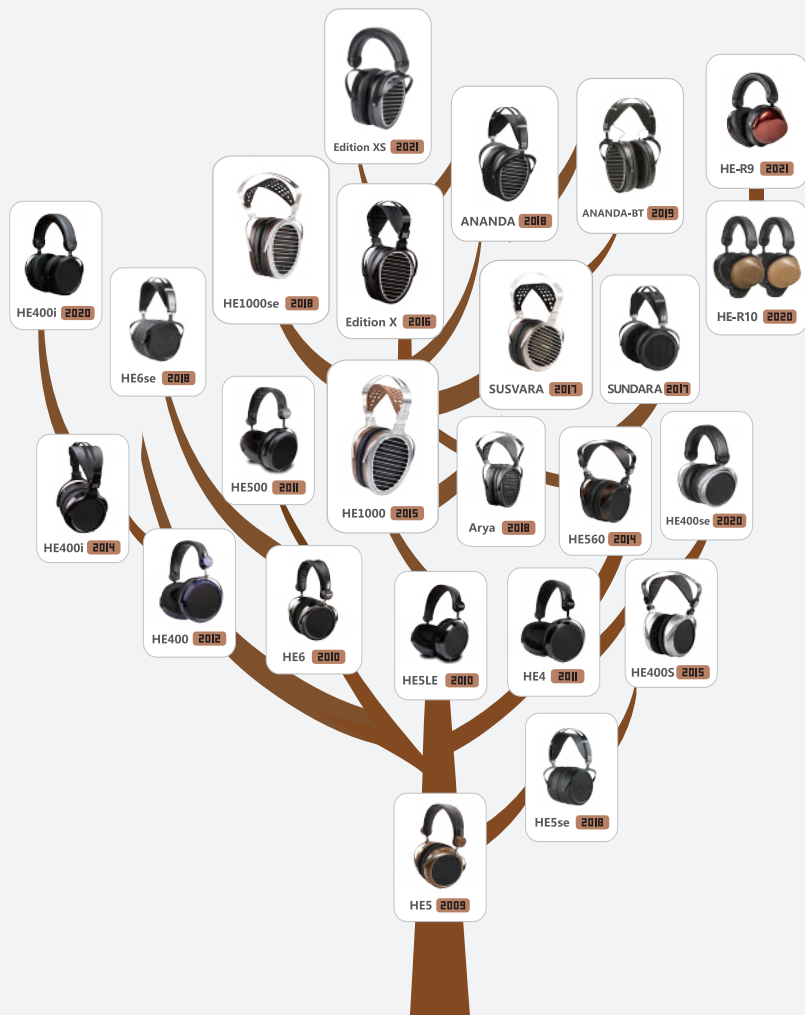 Edition XS 2021
HE-R9 2021
ANANDA 2018
ANANDA-BT 2019
HE1000se 2018
HE400i 2020
Edition X 2016
HE-R10 2020
HE6se 2018
SUSVARA 2017
SUNDARA 2017
HE500 2011
HE1000 2015
Arya 2018
HE560 2014
HE400se 2020
HE400i 2014
HE400 2012
HE6 2010
HE5LE 2010
HE4 2011
HE400S 2015
HE5se 2018
HE5 2009